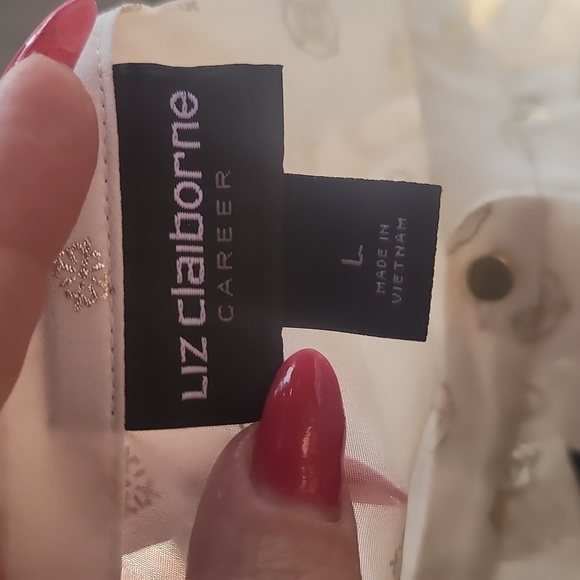 LIZ claiborne
CAREER
L
MADE IN
VIETNAM